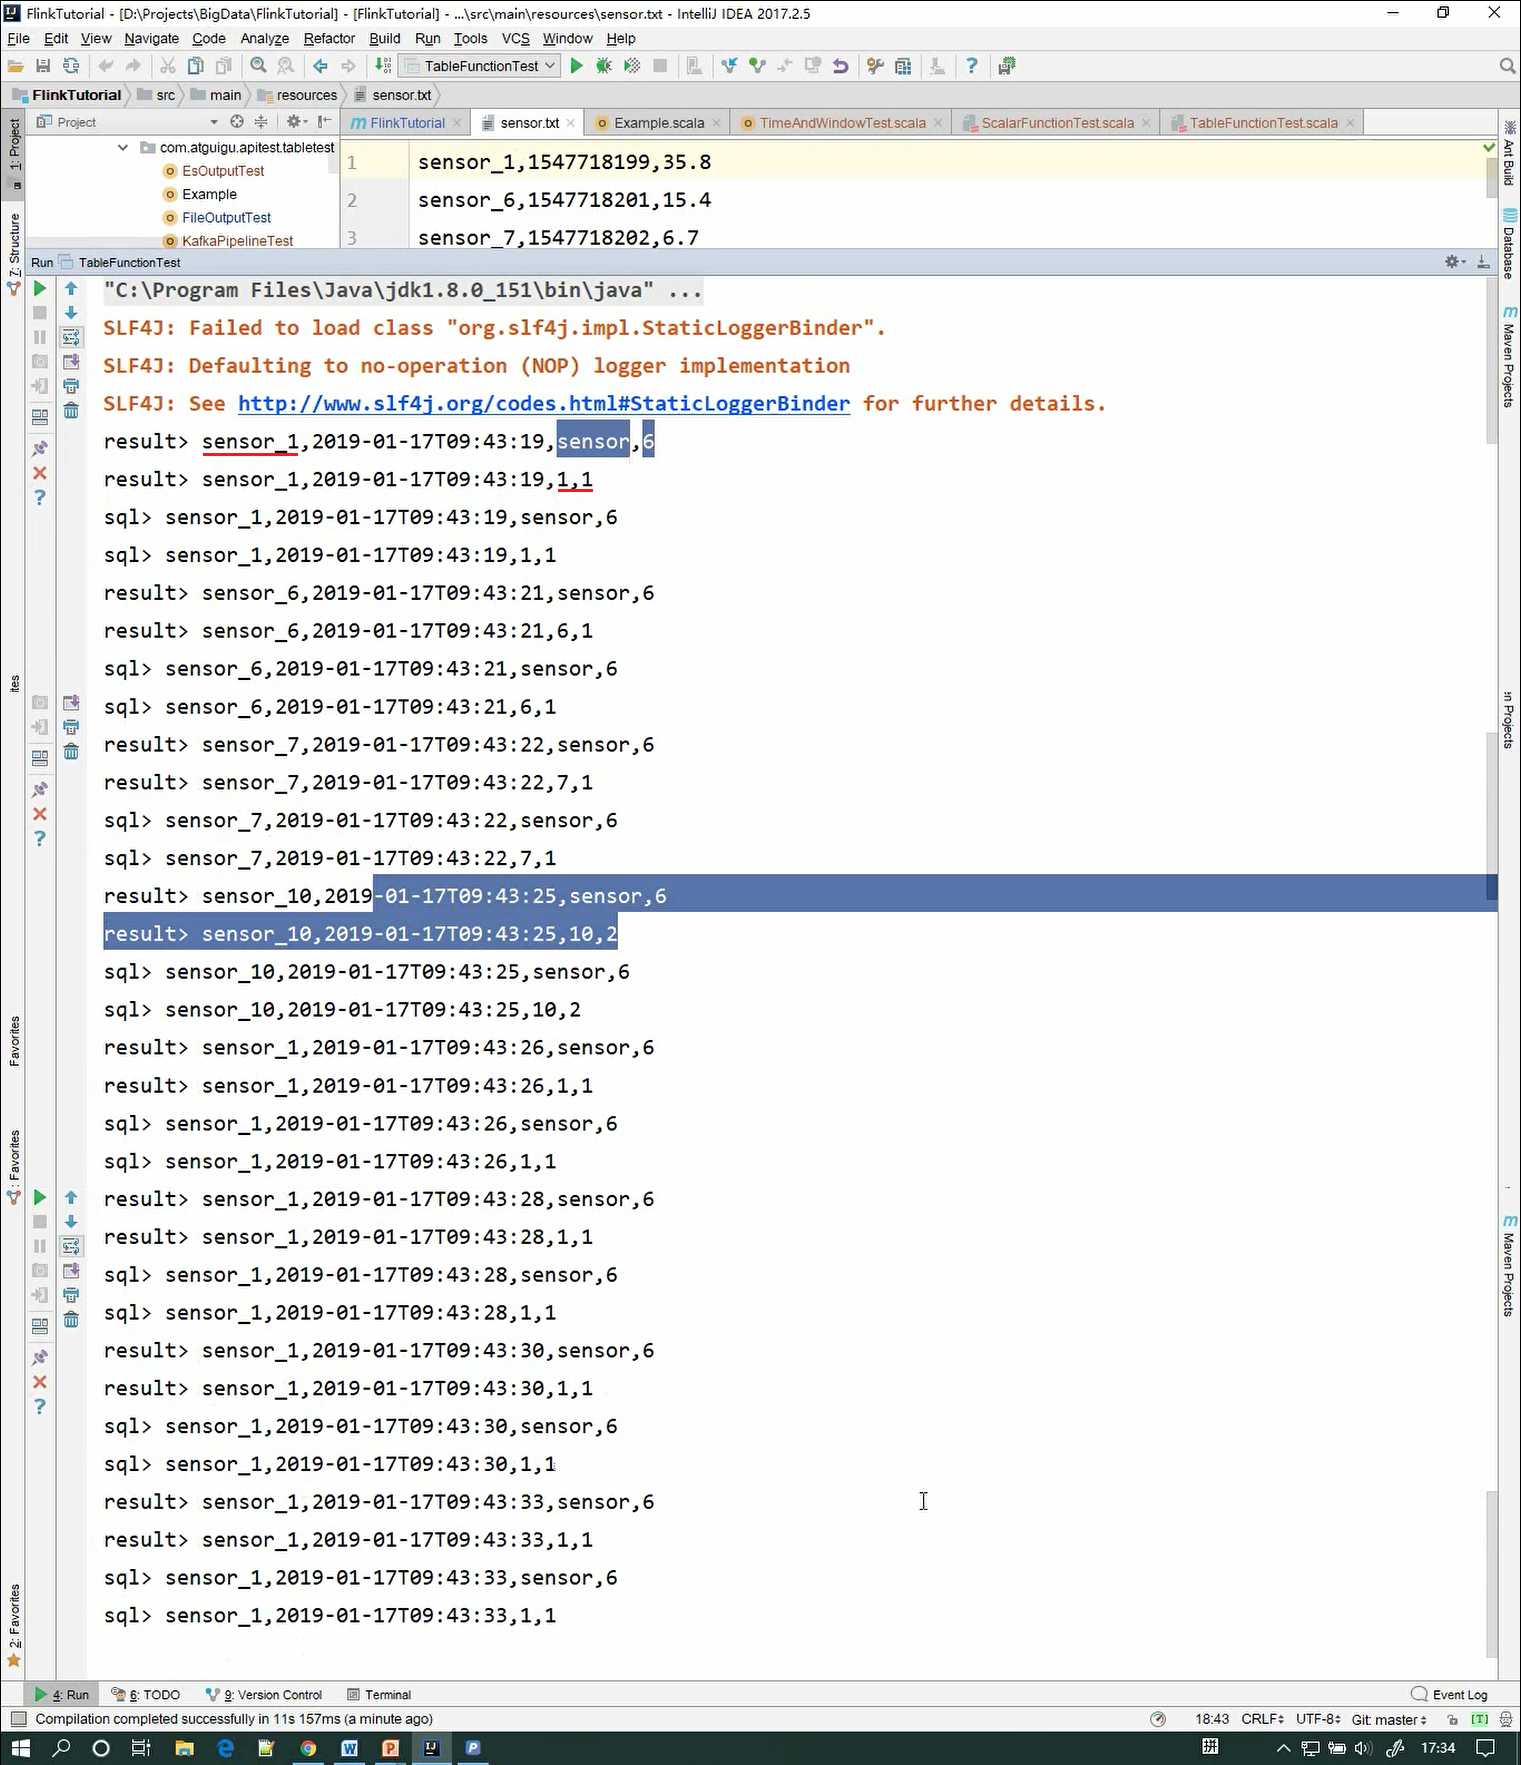 FlinkTutorial - [D:\Projects\BigData\FlinkTutorial] - [FlinkTutorial] - ...\src\main\resources\sensor.txt - IntelliJ IDEA 2017.2.5
File Edit View Navigate Code Analyze Refactor Build Run Tools VCS Window Help
TableFunctionTest
FlinkTutorial src main resources sensor.txt
Project
FlinkTutorial sensor.txt Example.scala TimeAndWindowTest.scala ScalarFunctionTest.scala TableFunctionTest.scala
com.atguigu.apitest.tabletest
EsOutputTest
Example
FileOutputTest
KafkaPipelineTest
1 sensor_1,1547718199,35.8
2 sensor_6,1547718201,15.4
3 sensor_7,1547718202,6.7
1: Project
7: Structure
Ant Build
Database
Maven Projects
Run TableFunctionTest
"C:\Program Files\Java\jdk1.8.0_151\bin\java" ...
SLF4J: Failed to load class "org.slf4j.impl.StaticLoggerBinder".
SLF4J: Defaulting to no-operation (NOP) logger implementation
SLF4J: See http://www.slf4j.org/codes.html#StaticLoggerBinder for further details.
result> sensor_1,2019-01-17T09:43:19,sensor,6
result> sensor_1,2019-01-17T09:43:19,1,1
sql> sensor_1,2019-01-17T09:43:19,sensor,6
sql> sensor_1,2019-01-17T09:43:19,1,1
result> sensor_6,2019-01-17T09:43:21,sensor,6
result> sensor_6,2019-01-17T09:43:21,6,1
sql> sensor_6,2019-01-17T09:43:21,sensor,6
sql> sensor_6,2019-01-17T09:43:21,6,1
result> sensor_7,2019-01-17T09:43:22,sensor,6
result> sensor_7,2019-01-17T09:43:22,7,1
sql> sensor_7,2019-01-17T09:43:22,sensor,6
sql> sensor_7,2019-01-17T09:43:22,7,1
result> sensor_10,2019-01-17T09:43:25,sensor,6
result> sensor_10,2019-01-17T09:43:25,10,2
sql> sensor_10,2019-01-17T09:43:25,sensor,6
sql> sensor_10,2019-01-17T09:43:25,10,2
result> sensor_1,2019-01-17T09:43:26,sensor,6
result> sensor_1,2019-01-17T09:43:26,1,1
sql> sensor_1,2019-01-17T09:43:26,sensor,6
sql> sensor_1,2019-01-17T09:43:26,1,1
result> sensor_1,2019-01-17T09:43:28,sensor,6
result> sensor_1,2019-01-17T09:43:28,1,1
sql> sensor_1,2019-01-17T09:43:28,sensor,6
sql> sensor_1,2019-01-17T09:43:28,1,1
result> sensor_1,2019-01-17T09:43:30,sensor,6
result> sensor_1,2019-01-17T09:43:30,1,1
sql> sensor_1,2019-01-17T09:43:30,sensor,6
sql> sensor_1,2019-01-17T09:43:30,1,1
result> sensor_1,2019-01-17T09:43:33,sensor,6
result> sensor_1,2019-01-17T09:43:33,1,1
sql> sensor_1,2019-01-17T09:43:33,sensor,6
sql> sensor_1,2019-01-17T09:43:33,1,1
ites
Favorites
: Favorites
2: Favorites
en Projects
Maven Projects
4: Run 6: TODO 9: Version Control Terminal Event Log
Compilation completed successfully in 11s 157ms (a minute ago) 18:43 CRLF UTF-8 Git: master [T]
拼 17:34